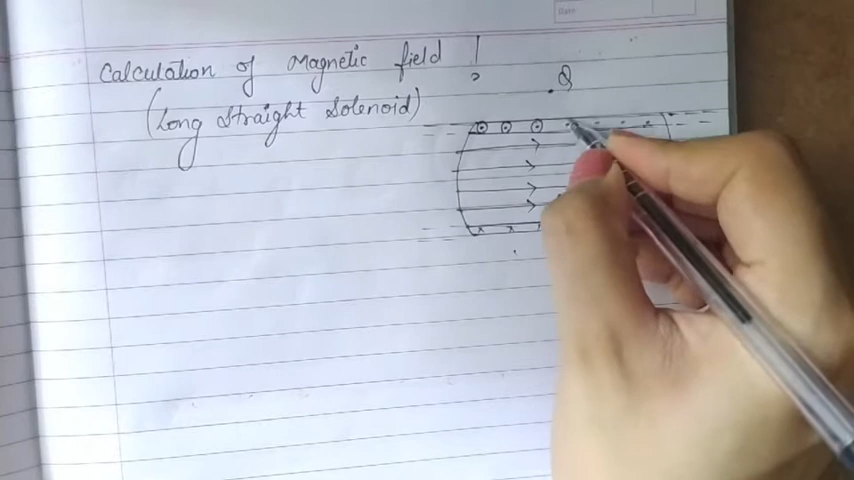 Calculation of Magnetic field !
(Long Straight Solenoid)
Q